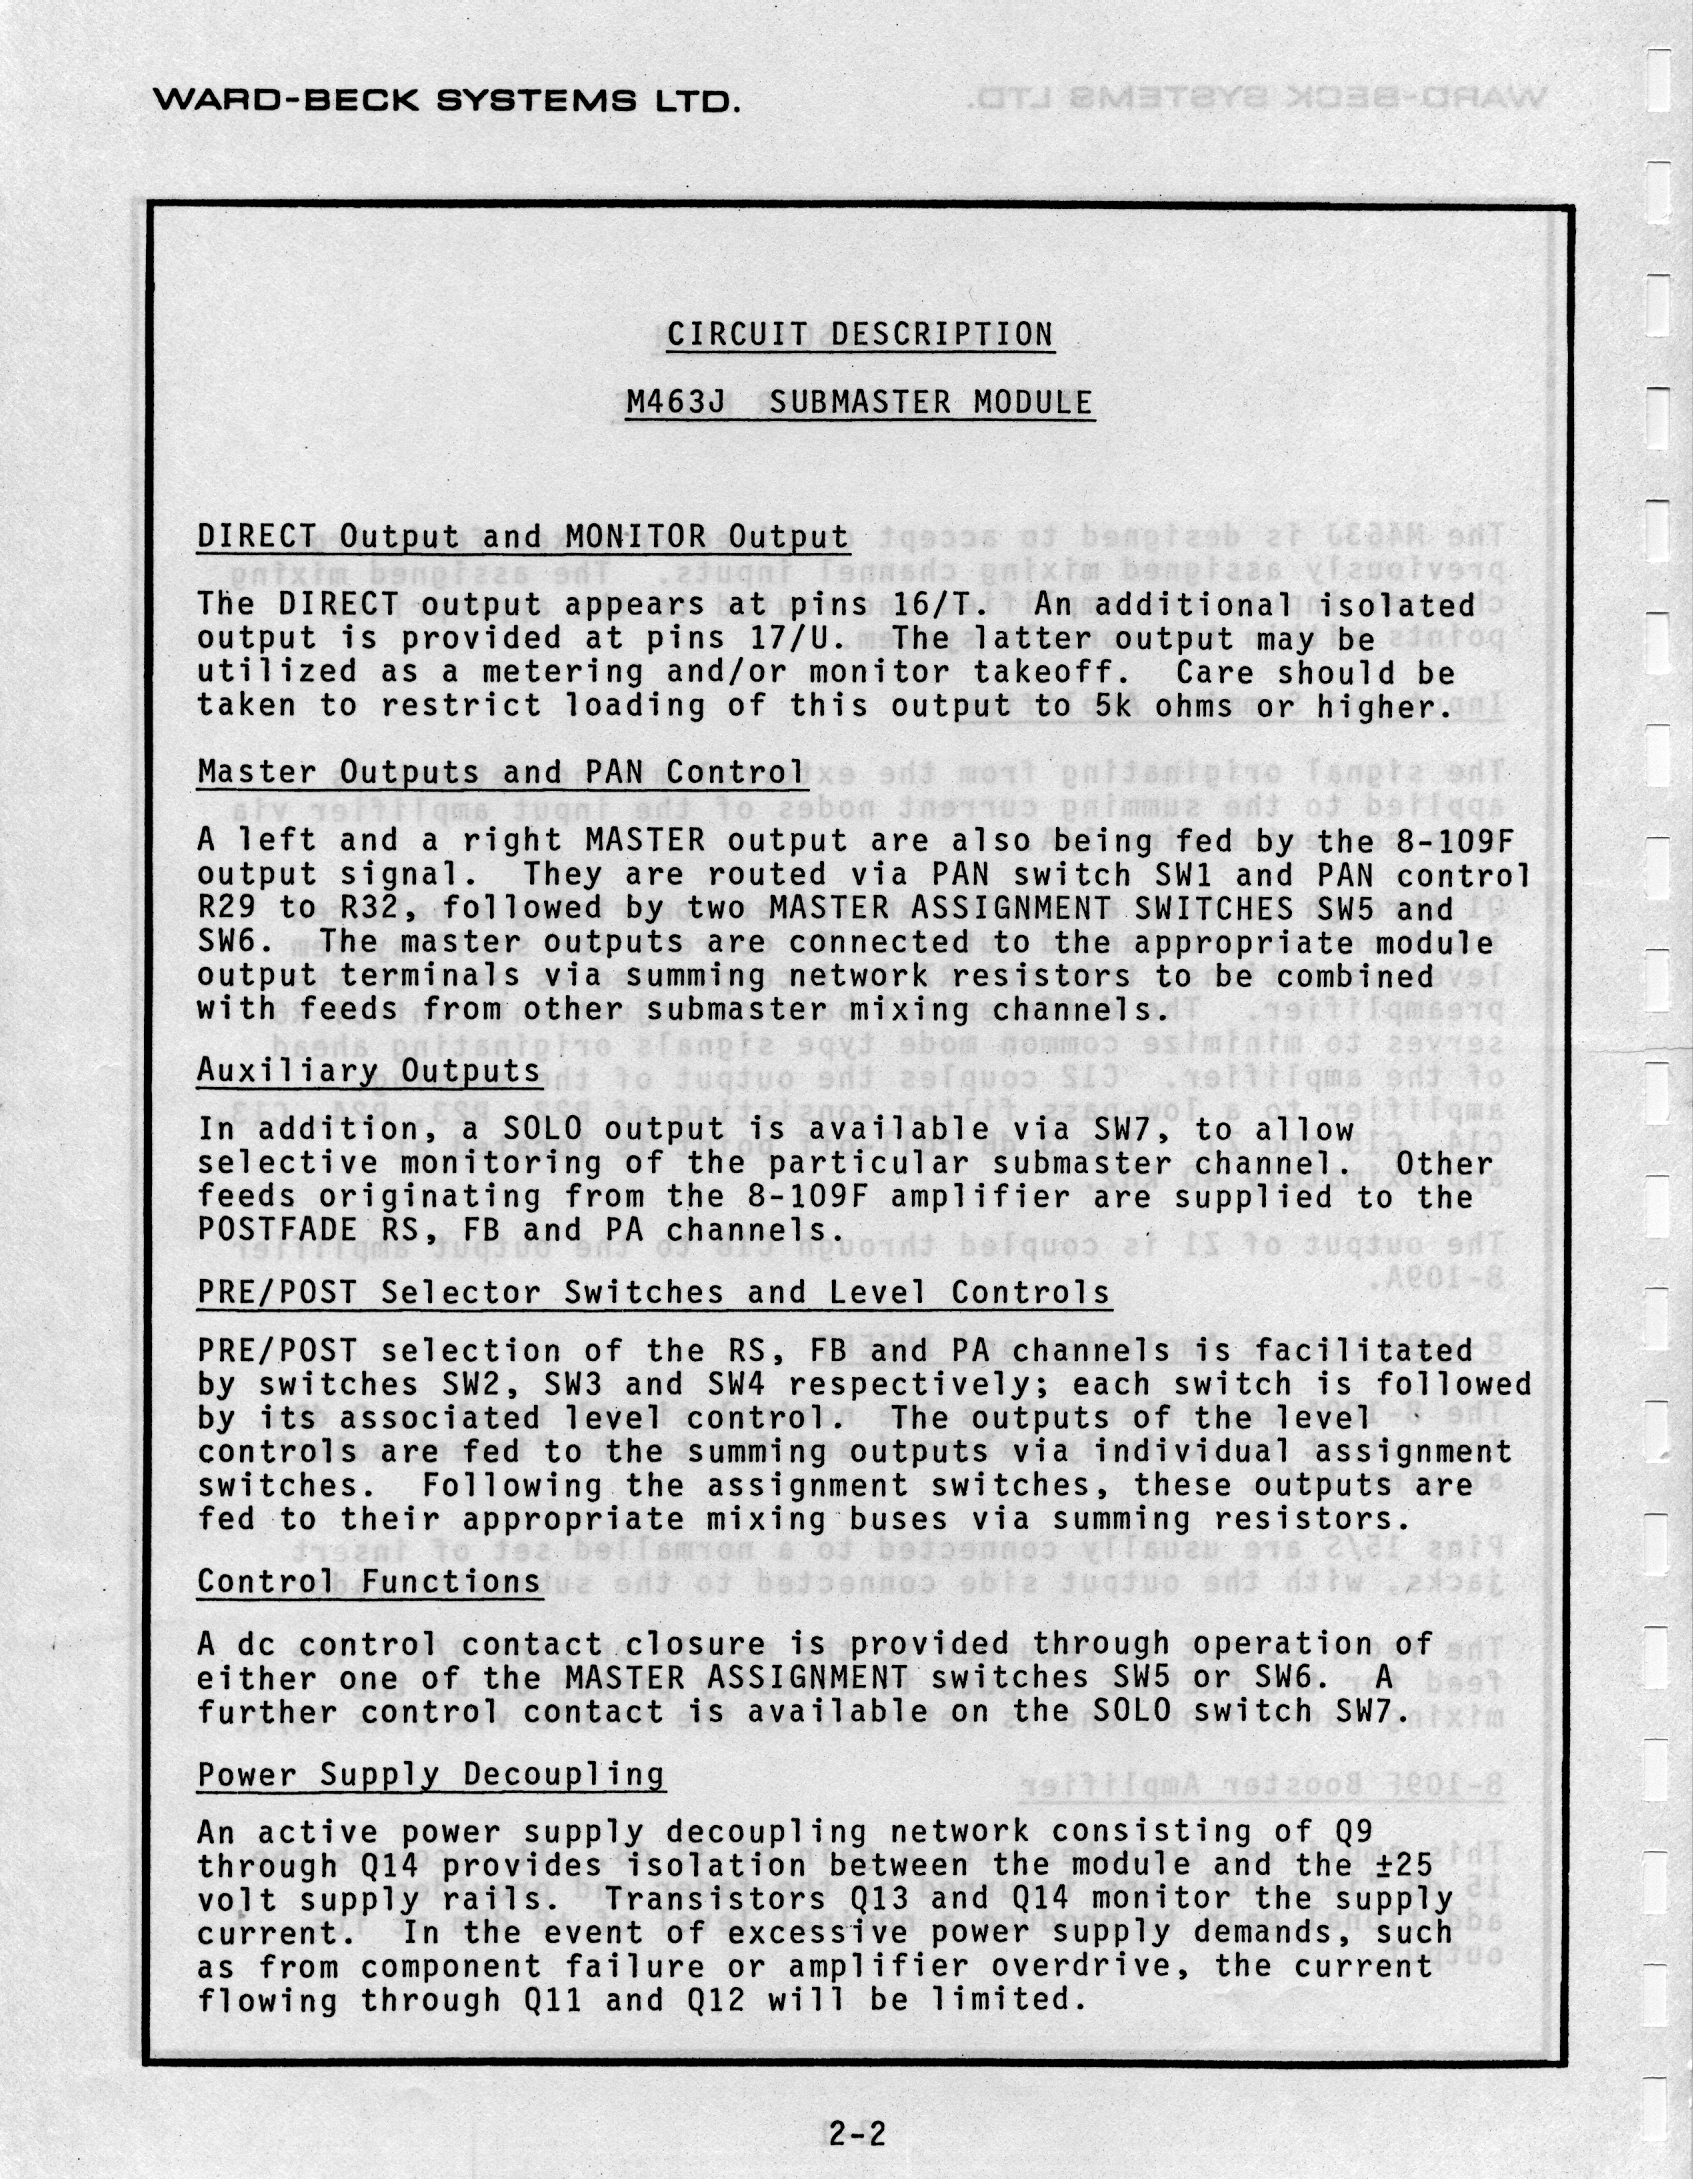 WARD-BECK SYSTEMS LTD.
CIRCUIT DESCRIPTION
M463J SUBMASTER MODULE
DIRECT Output and MONITOR Output
The DIRECT output appears at pins 16/T. An additional isolated
output is provided at pins 17/U. The latter output may be
utilized as a metering and/or monitor takeoff. Care should be
taken to restrict loading of this output to 5k ohms or higher.
Master Outputs and PAN Control
A left and a right MASTER output are also being fed by the 8-109F
output signal. They are routed via PAN switch SW1 and PAN control
R29 to R32, followed by two MASTER ASSIGNMENT SWITCHES SW5 and
SW6. The master outputs are connected to the appropriate module
output terminals via summing network resistors to be combined
with feeds from other submaster mixing channels.
Auxiliary Outputs
In addition, a SOLO output is available via SW7, to allow
selective monitoring of the particular submaster channel. Other
feeds originating from the 8-109F amplifier are supplied to the
POSTFADE RS, FB and PA channels.
PRE/POST Selector Switches and Level Controls
PRE/POST selection of the RS, FB and PA channels is facilitated
by switches SW2, SW3 and SW4 respectively; each switch is followed
by its associated level control. The outputs of the level
controls are fed to the summing outputs via individual assignment
switches. Following the assignment switches, these outputs are
fed to their appropriate mixing buses via summing resistors.
Control Functions
A dc control contact closure is provided through operation of
either one of the MASTER ASSIGNMENT switches SW5 or SW6. A
further control contact is available on the SOLO switch SW7.
Power Supply Decoupling
An active power supply decoupling network consisting of Q9
through Q14 provides isolation between the module and the ±25
volt supply rails. Transistors Q13 and Q14 monitor the supply
current. In the event of excessive power supply demands, such
as from component failure or amplifier overdrive, the current
flowing through Q11 and Q12 will be limited.
2-2